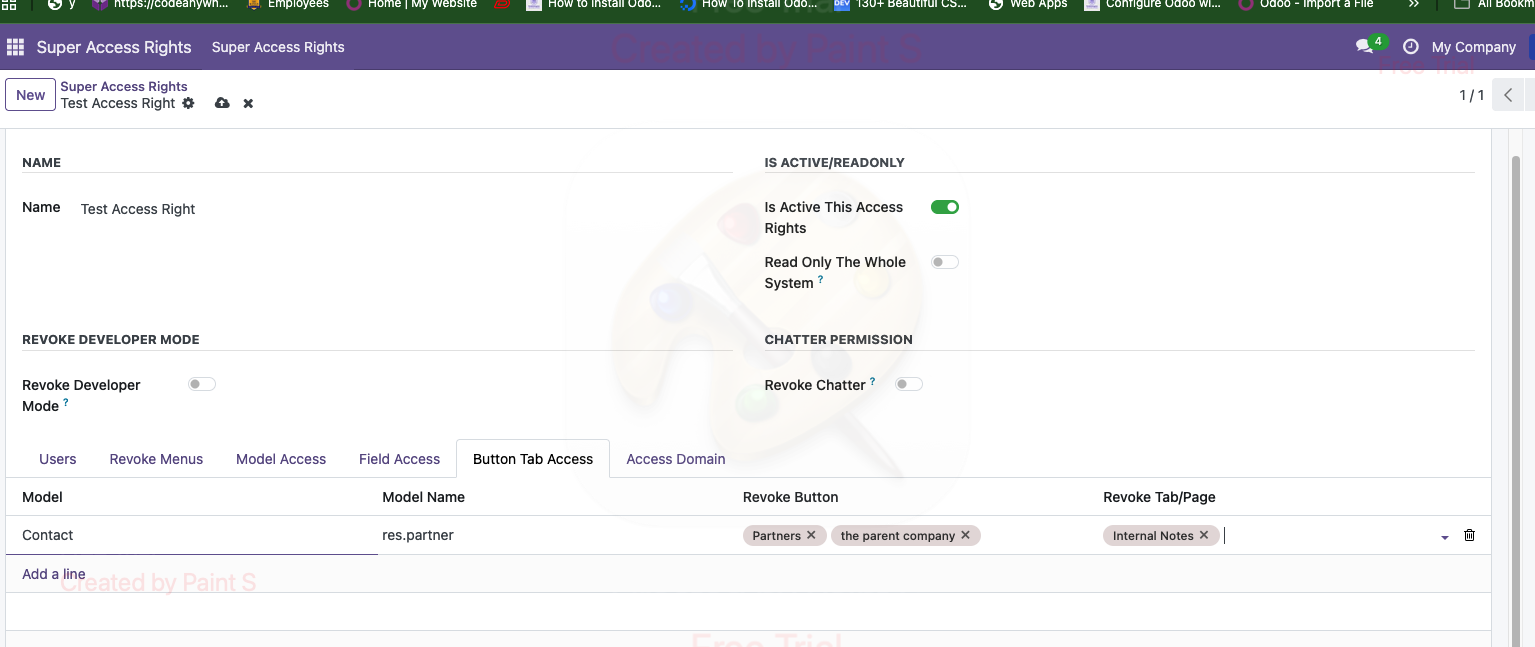 y https://codeanywh... Employees Home | My Website How to Install Odo... How To Install Odo... DEV 130+ Beautiful CS... Web Apps Configure Odoo wi... Odoo - Import a File >> All Bookm
Super Access Rights Super Access Rights 4 My Company
Created by Paint S
Free Trial
New Super Access Rights
Test Access Right 1 / 1
NAME IS ACTIVE/READONLY
Name Test Access Right Is Active This Access
Rights
Read Only The Whole
System ?
REVOKE DEVELOPER MODE CHATTER PERMISSION
Revoke Developer Revoke Chatter ?
Mode ?
Users Revoke Menus Model Access Field Access Button Tab Access Access Domain
Model Model Name Revoke Button Revoke Tab/Page
Contact res.partner Partners the parent company Internal Notes
Add a line
Created by Paint S
Free Trial